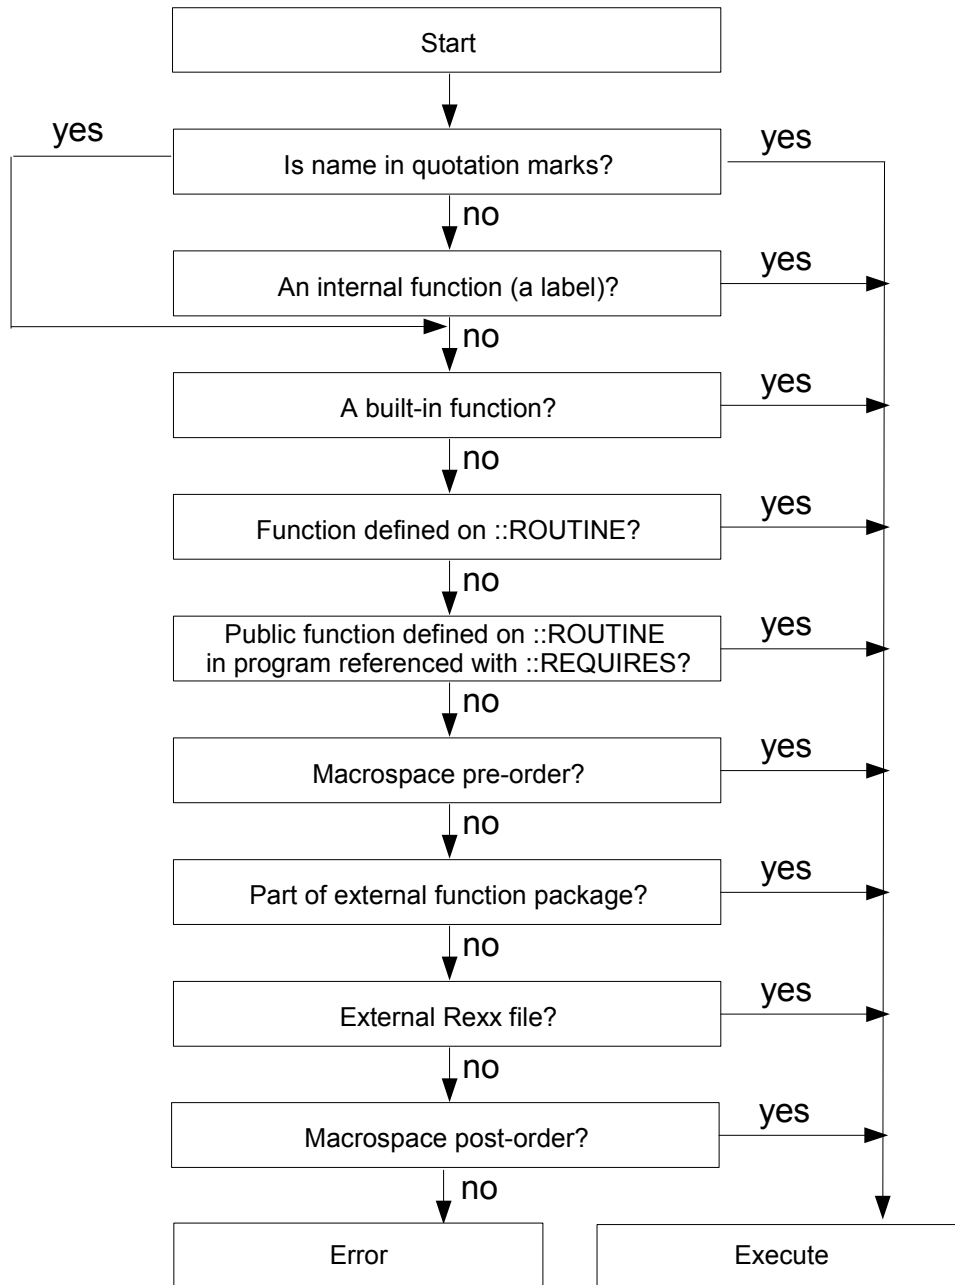 Start
yes
yes
Is name in quotation marks?
no
yes
An internal function (a label)?
no
yes
A built-in function?
no
yes
Function defined on ::ROUTINE?
no
yes
Public function defined on ::ROUTINE
in program referenced with ::REQUIRES?
no
yes
Macrospace pre-order?
no
yes
Part of external function package?
no
yes
External Rexx file?
no
yes
Macrospace post-order?
no
Error
Execute